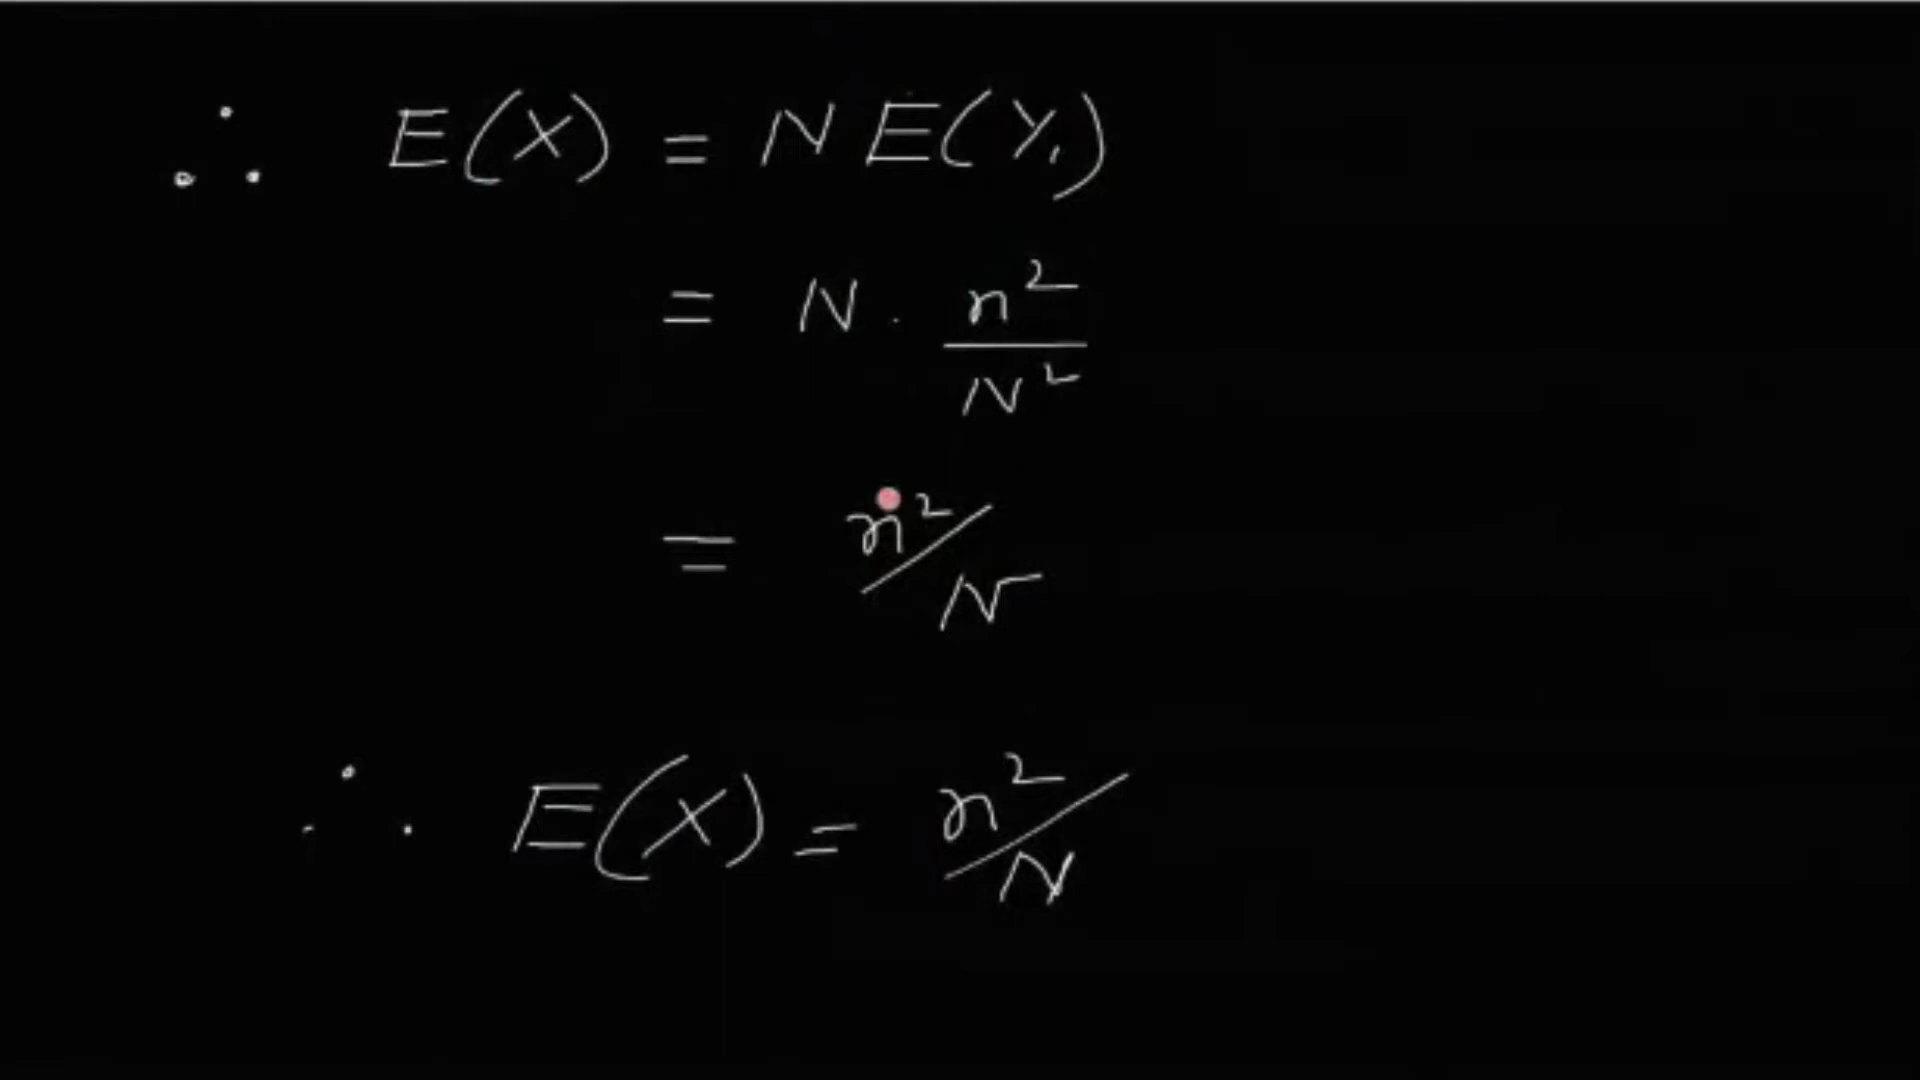 ∴ E(X) = N E(Y₁)
= N . n²/N²
= n²/N
∴ E(X) = n²/N